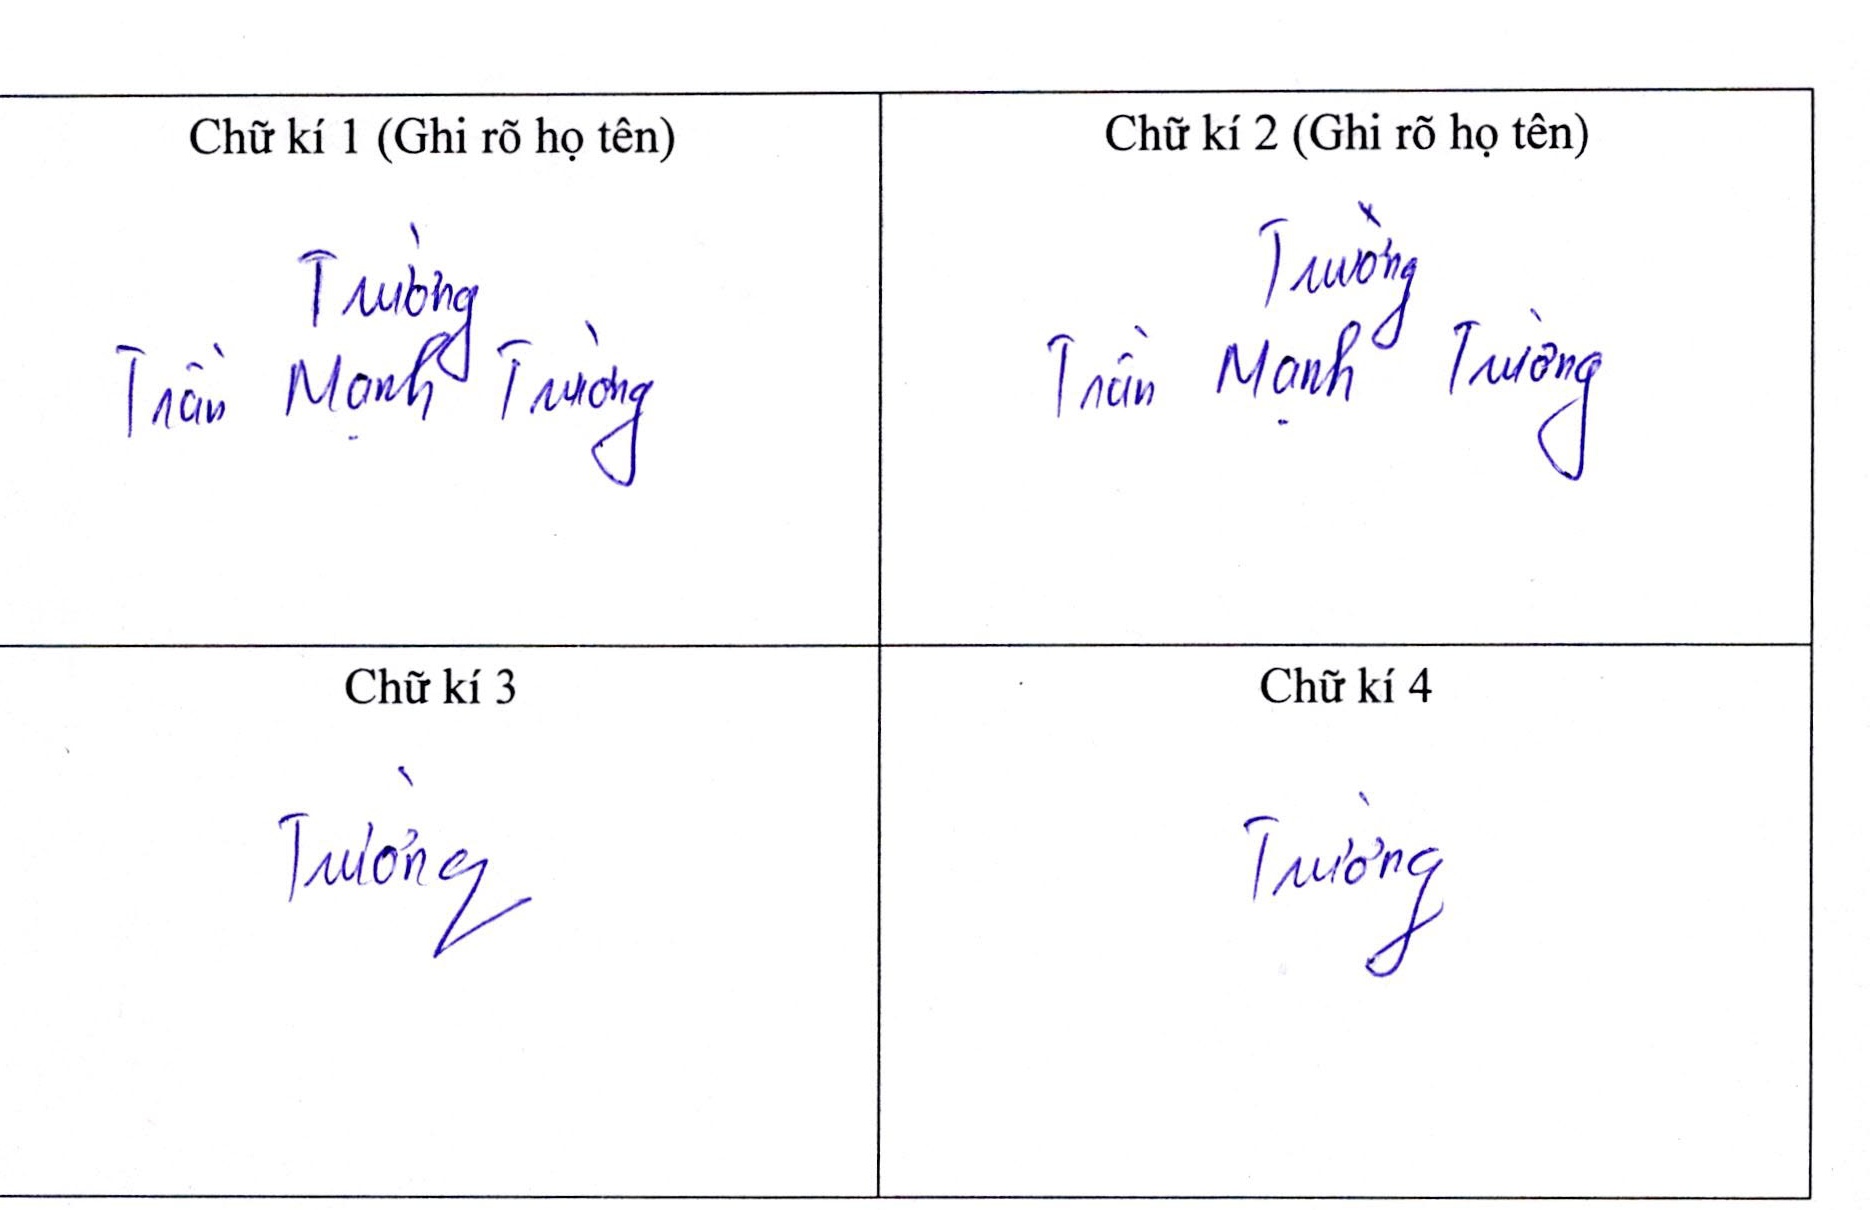 Chữ kí 1 (Ghi rõ họ tên)
Trường
Trần Mạnh Trường
Chữ kí 2 (Ghi rõ họ tên)
Trường
Trần Mạnh Trường
Chữ kí 3
Trường
Chữ kí 4
Trường